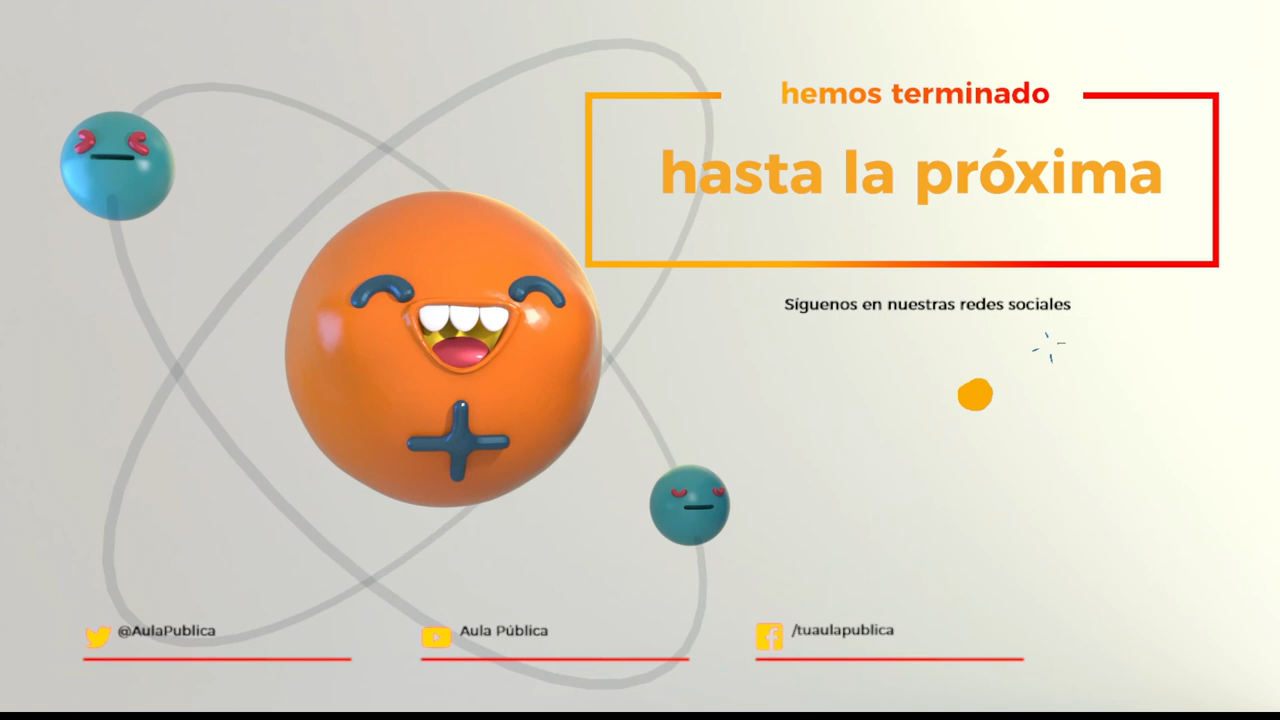 hemos terminado
hasta la próxima
Síguenos en nuestras redes sociales
@AulaPublica
Aula Pública
/tuaulapublica